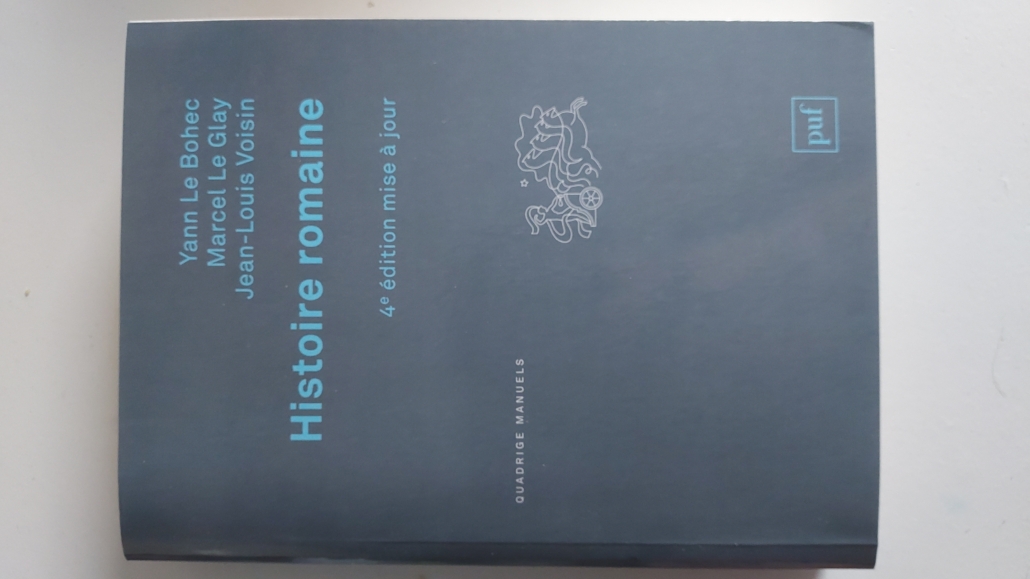 Yann Le Bohec
Marcel Le Glay
Jean-Louis Voisin
Histoire romaine
4e édition mise à jour
QUADRIGE MANUELS
puf